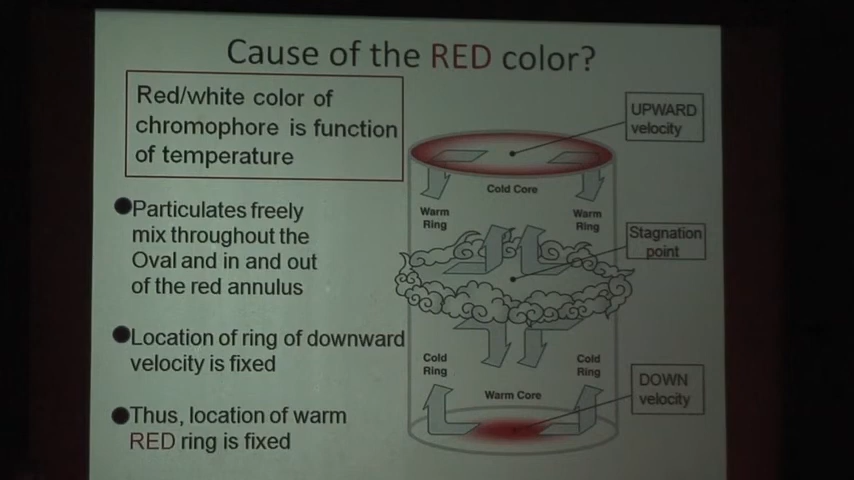 Cause of the RED color?
Red/white color of
chromophore is function
of temperature
Particulates freely
mix throughout the
Oval and in and out
of the red annulus
Location of ring of downward
velocity is fixed
Thus, location of warm
RED ring is fixed
UPWARD
velocity
Cold Core
Warm
Ring
Warm
Ring
Stagnation
point
Cold
Ring
Cold
Ring
Warm Core
DOWN
velocity